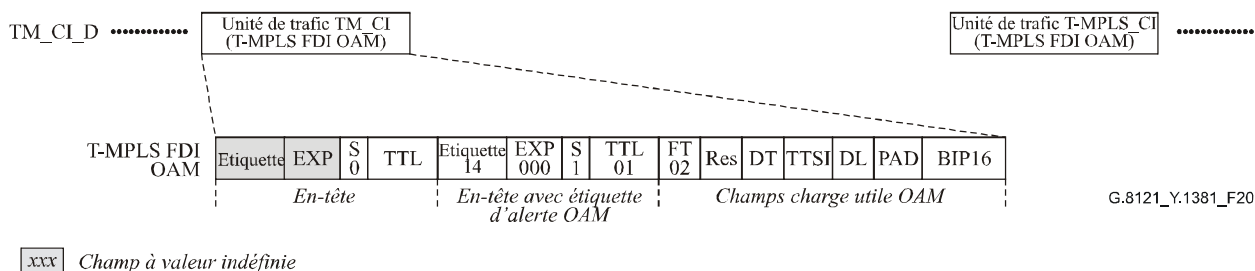 TM_CI_D
Unité de trafic TM_CI
(T-MPLS FDI OAM)
Unité de trafic T-MPLS_CI
(T-MPLS FDI OAM)
T-MPLS FDI
OAM
Etiquette
EXP
S
0
TTL
Etiquette
14
EXP
000
S
1
TTL
01
FT
02
Res
DT
TTSI
DL
PAD
BIP16
En-tête
En-tête avec étiquette
d'alerte OAM
Champs charge utile OAM
G.8121_Y.1381_F20
xxx Champ à valeur indéfinie